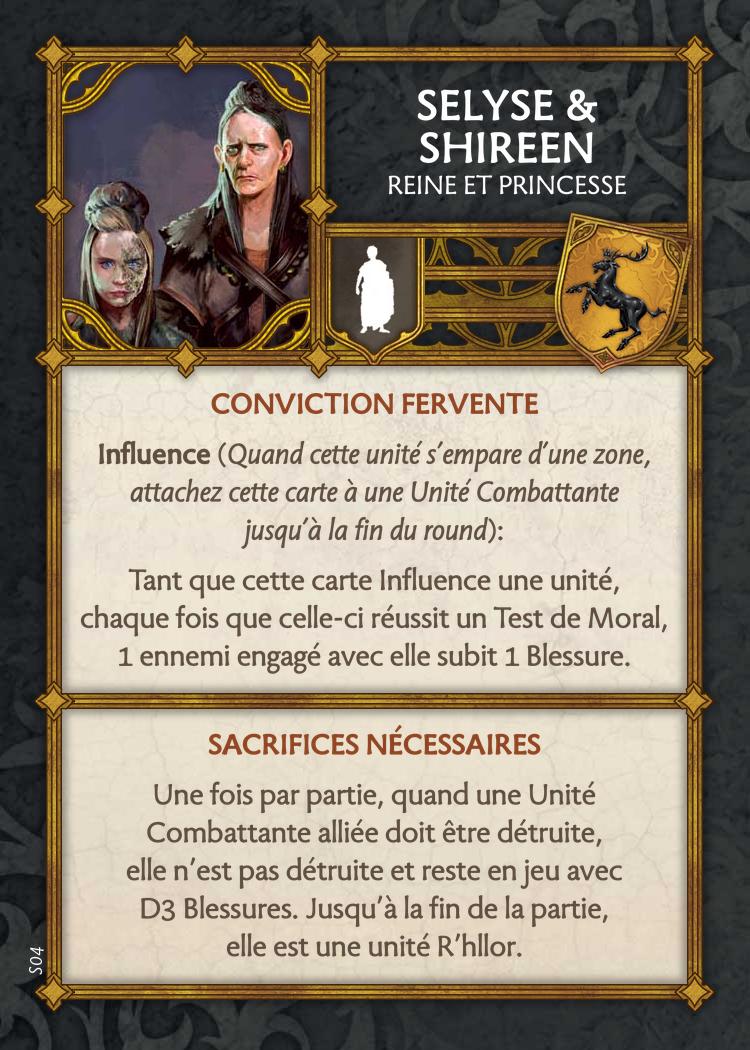 SELYSE &
SHIREEN
REINE ET PRINCESSE
CONVICTION FERVENTE
Influence (Quand cette unité s'empare d'une zone,
attachez cette carte à une Unité Combattante
jusqu'à la fin du round):
Tant que cette carte Influence une unité,
chaque fois que celle-ci réussit un Test de Moral,
1 ennemi engagé avec elle subit 1 Blessure.
SACRIFICES NÉCESSAIRES
Une fois par partie, quand une Unité
Combattante alliée doit être détruite,
elle n'est pas détruite et reste en jeu avec
D3 Blessures. Jusqu'à la fin de la partie,
elle est une unité R'hllor.
S04